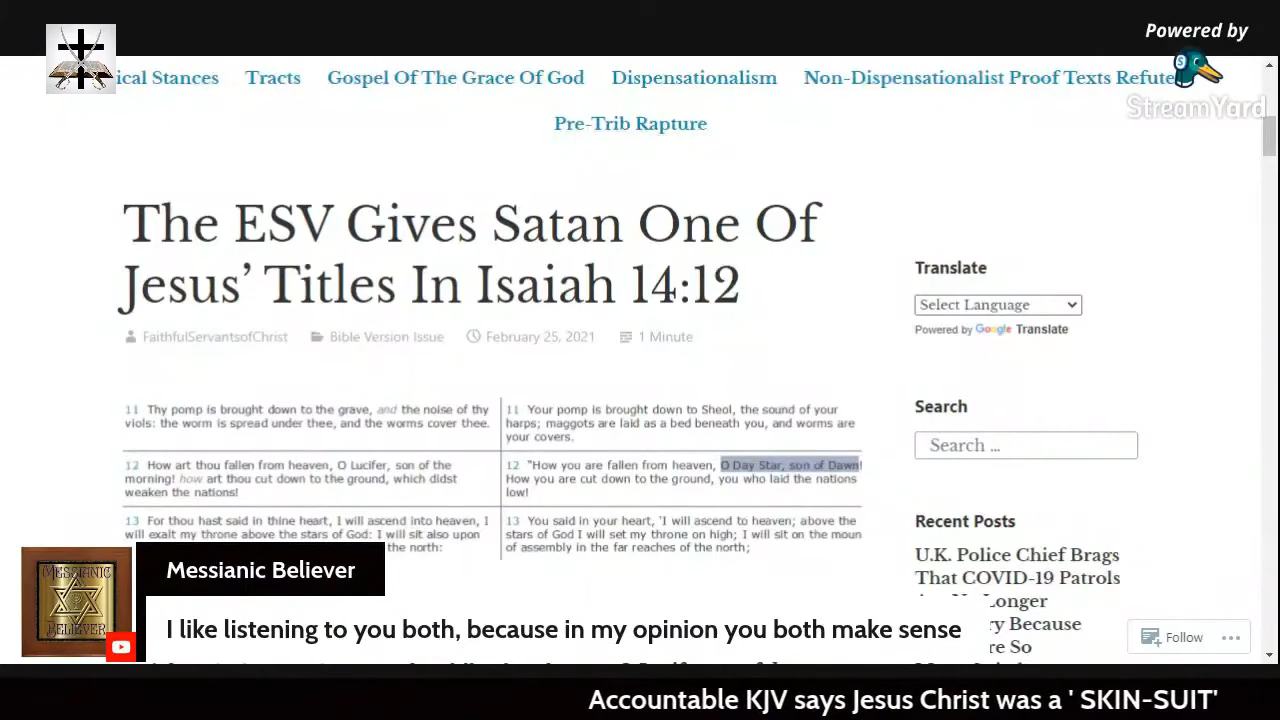 Powered by
StreamYard
ical Stances Tracts Gospel Of The Grace Of God Dispensationalism Non-Dispensationalist Proof Texts Refute
Pre-Trib Rapture
The ESV Gives Satan One Of
Jesus’ Titles In Isaiah 14:12
FaithfulServantsofChrist Bible Version Issue February 25, 2021 1 Minute
11 Thy pomp is brought down to the grave, and the noise of thy
viols: the worm is spread under thee, and the worms cover thee.
11 Your pomp is brought down to Sheol, the sound of your
harps; maggots are laid as a bed beneath you, and worms are
your covers.
12 How art thou fallen from heaven, O Lucifer, son of the
morning! how art thou cut down to the ground, which didst
weaken the nations!
12 "How you are fallen from heaven, O Day Star, son of Dawn!
How you are cut down to the ground, you who laid the nations
low!
13 For thou hast said in thine heart, I will ascend into heaven, I
will exalt my throne above the stars of God: I will sit also upon
the north:
13 You said in your heart, 'I will ascend to heaven; above the
stars of God I will set my throne on high; I will sit on the moun
of assembly in the far reaches of the north;
Translate
Select Language
Powered by Google Translate
Search
Search ...
Recent Posts
U.K. Police Chief Brags
That COVID-19 Patrols
Longer
ry Because
re So
Follow
MESSIANIC
BELIEVER
Messianic Believer
I like listening to you both, because in my opinion you both make sense
Accountable KJV says Jesus Christ was a ' SKIN-SUIT'